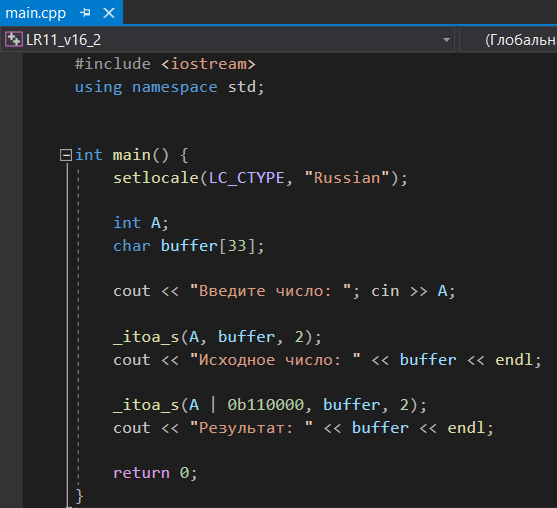 main.cpp
LR11_v16_2 (Глобальн
#include <iostream>
using namespace std;
int main() {
setlocale(LC_CTYPE, "Russian");
int A;
char buffer[33];
cout << "Введите число: "; cin >> A;
_itoa_s(A, buffer, 2);
cout << "Исходное число: " << buffer << endl;
_itoa_s(A | 0b110000, buffer, 2);
cout << "Результат: " << buffer << endl;
return 0;
}